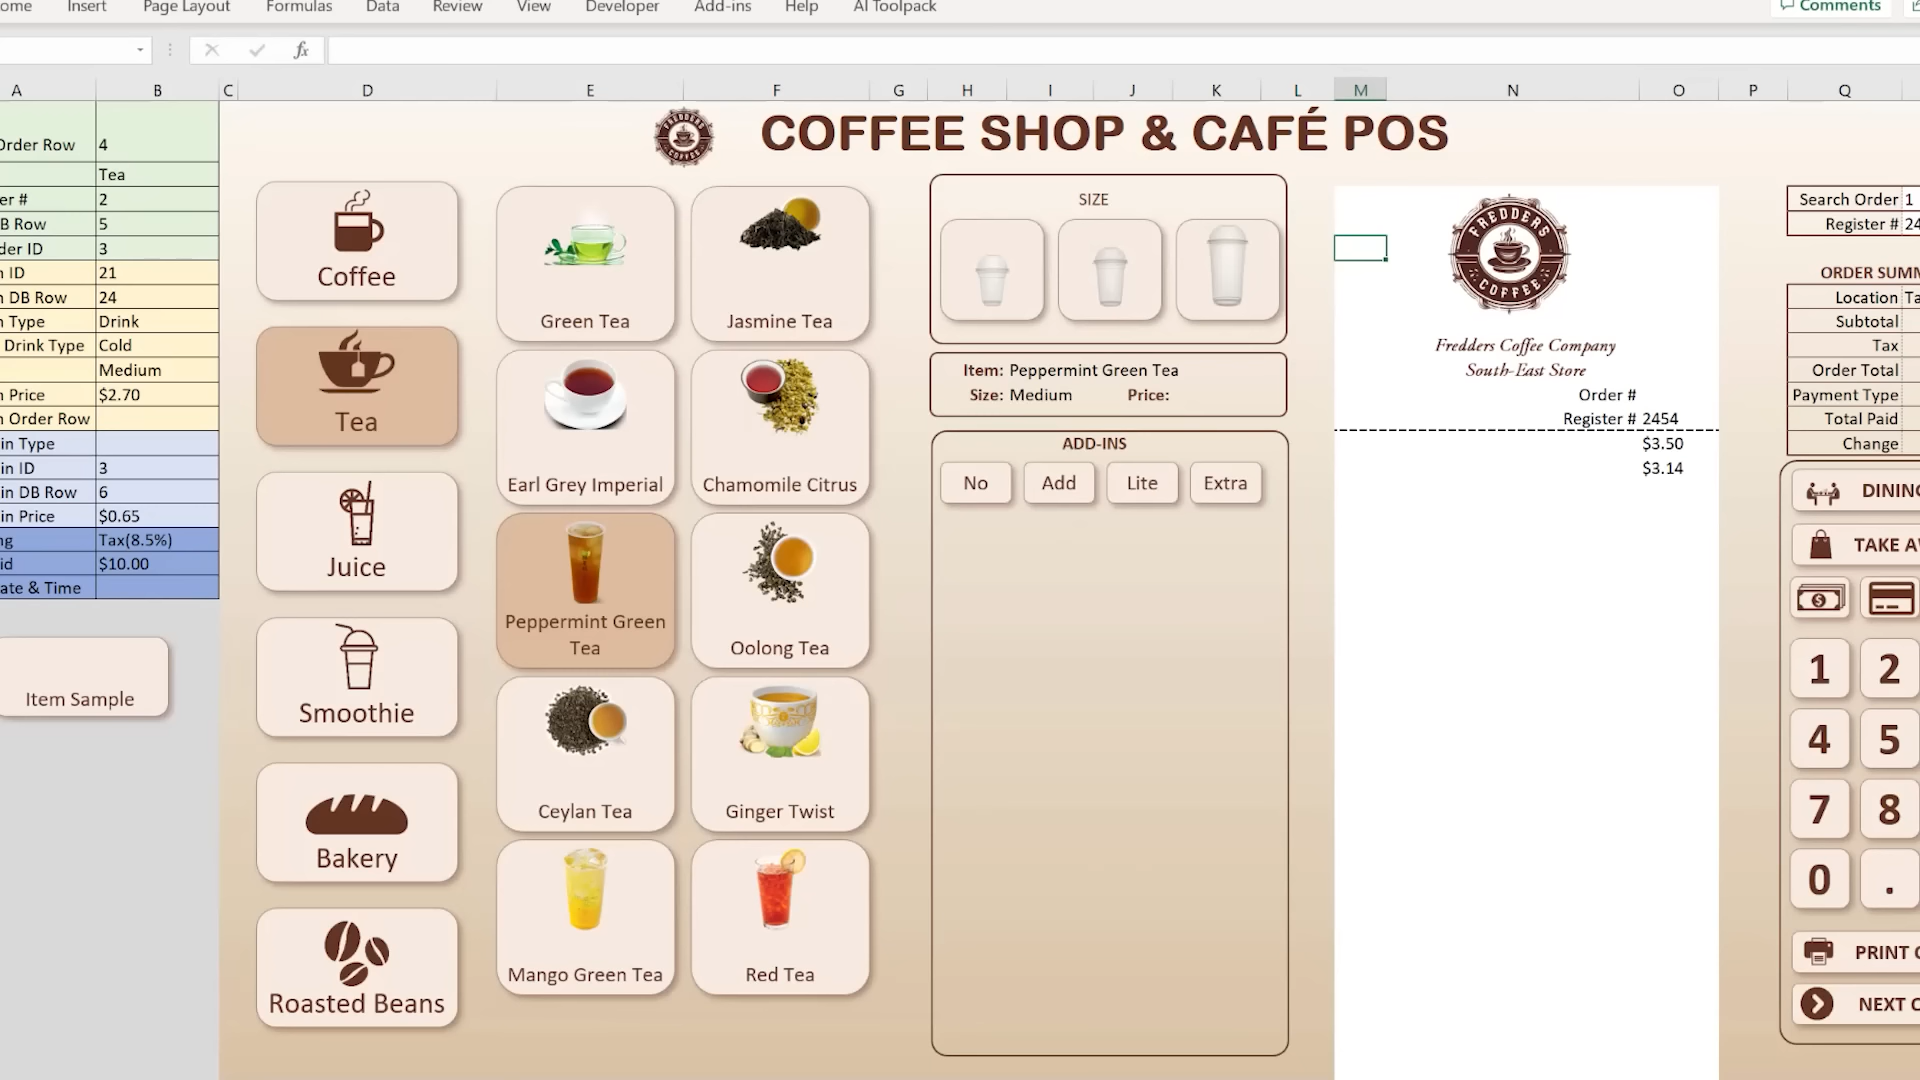 ome Insert Page Layout Formulas Data Review View Developer Add-ins Help AI Toolpack Comments
fx
A B C D E F G H I J K L M N O P Q
COFFEE SHOP & CAFÉ POS
Order Row 4
Tea
er # 2
B Row 5
der ID 3
n ID 21
n DB Row 24
n Type Drink
Drink Type Cold
Medium
n Price $2.70
n Order Row
in Type
in ID 3
in DB Row 6
in Price $0.65
ng Tax(8.5%)
id $10.00
ate & Time
Item Sample
Coffee
Tea
Juice
Smoothie
Bakery
Roasted Beans
Green Tea
Jasmine Tea
Earl Grey Imperial
Chamomile Citrus
Peppermint Green
Tea
Oolong Tea
Ceylan Tea
Ginger Twist
Mango Green Tea
Red Tea
SIZE
Item: Peppermint Green Tea
Size: Medium Price:
ADD-INS
No Add Lite Extra
FREDDERS
COFFEE
Fredders Coffee Company
South-East Store
Order #
Register # 2454
$3.50
$3.14
Search Order 1
Register # 24
ORDER SUMM
Location Ta
Subtotal
Tax
Order Total
Payment Type
Total Paid
Change
DINING
TAKE AW
1 2
4 5
7 8
0 .
PRINT
NEXT